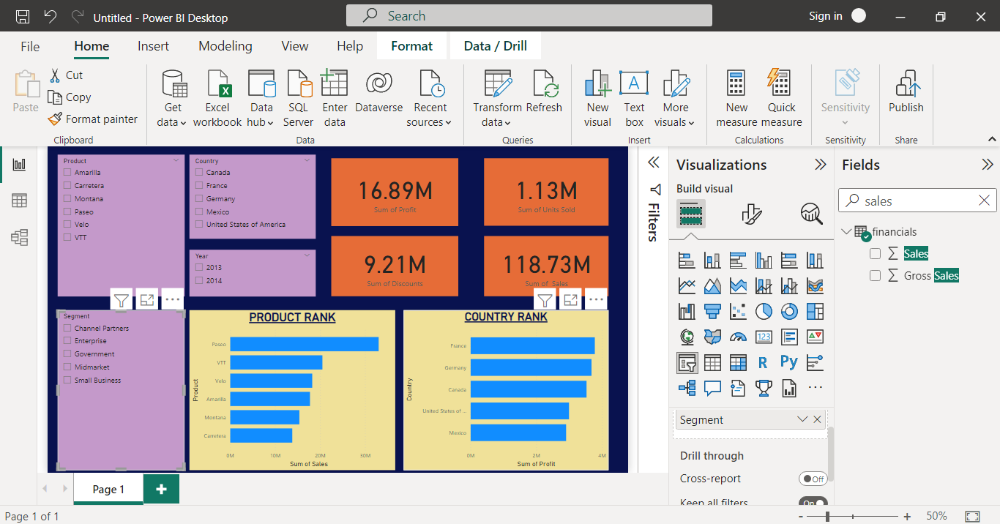 Untitled - Power BI Desktop
Search
Sign in
File Home Insert Modeling View Help Format Data / Drill
Paste
Cut
Copy
Format painter
Clipboard
Get data
Excel workbook
Data hub
SQL Server
Enter data
Dataverse
Recent sources
Data
Transform data
Refresh
Queries
New visual
Text box
More visuals
Insert
New measure
Quick measure
Calculations
Sensitivity
Sensitivity
Publish
Share
Product
Amarilla
Carretera
Montana
Paseo
Velo
VTT
Country
Canada
France
Germany
Mexico
United States of America
Year
2013
2014
16.89M
Sum of Profit
1.13M
Sum of Units Sold
9.21M
Sum of Discounts
118.73M
Sum of Sales
Segment
Channel Partners
Enterprise
Government
Midmarket
Small Business
PRODUCT RANK
Product
Paseo
VTT
Velo
Amarilla
Montana
Carretera
0M 10M 20M 30M
Sum of Sales
COUNTRY RANK
Country
France
Germany
Canada
United States of ...
Mexico
0M 2M 4M
Sum of Profit
Filters
Visualizations
Build visual
123
R
Py
Segment
Drill through
Cross-report
Off
Keep all filters
On
Fields
sales
financials
Sales
Gross Sales
Page 1
Page 1 of 1
- + 50%